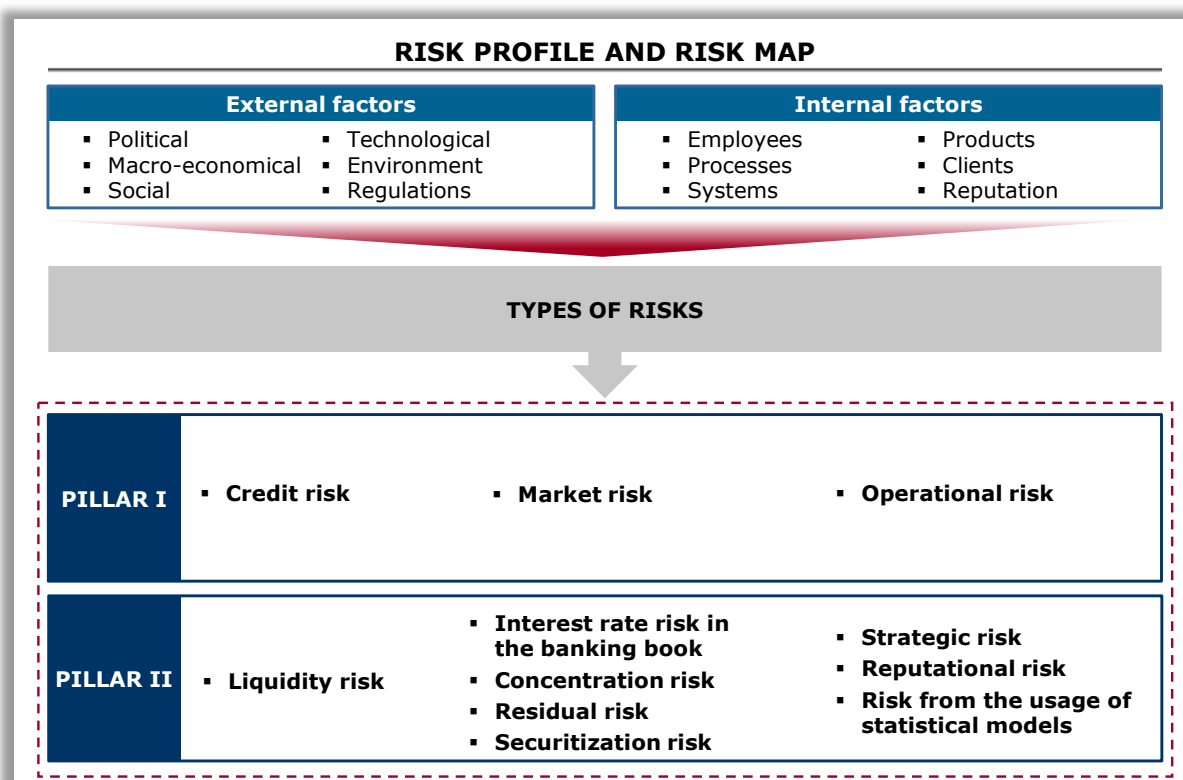 RISK PROFILE AND RISK MAP
External factors
▪ Political
▪ Macro-economical
▪ Social
▪ Technological
▪ Environment
▪ Regulations
Internal factors
▪ Employees
▪ Processes
▪ Systems
▪ Products
▪ Clients
▪ Reputation
TYPES OF RISKS
PILLAR I
▪ Credit risk
▪ Market risk
▪ Operational risk
PILLAR II
▪ Liquidity risk
▪ Interest rate risk in
the banking book
▪ Concentration risk
▪ Residual risk
▪ Securitization risk
▪ Strategic risk
▪ Reputational risk
▪ Risk from the usage of
statistical models